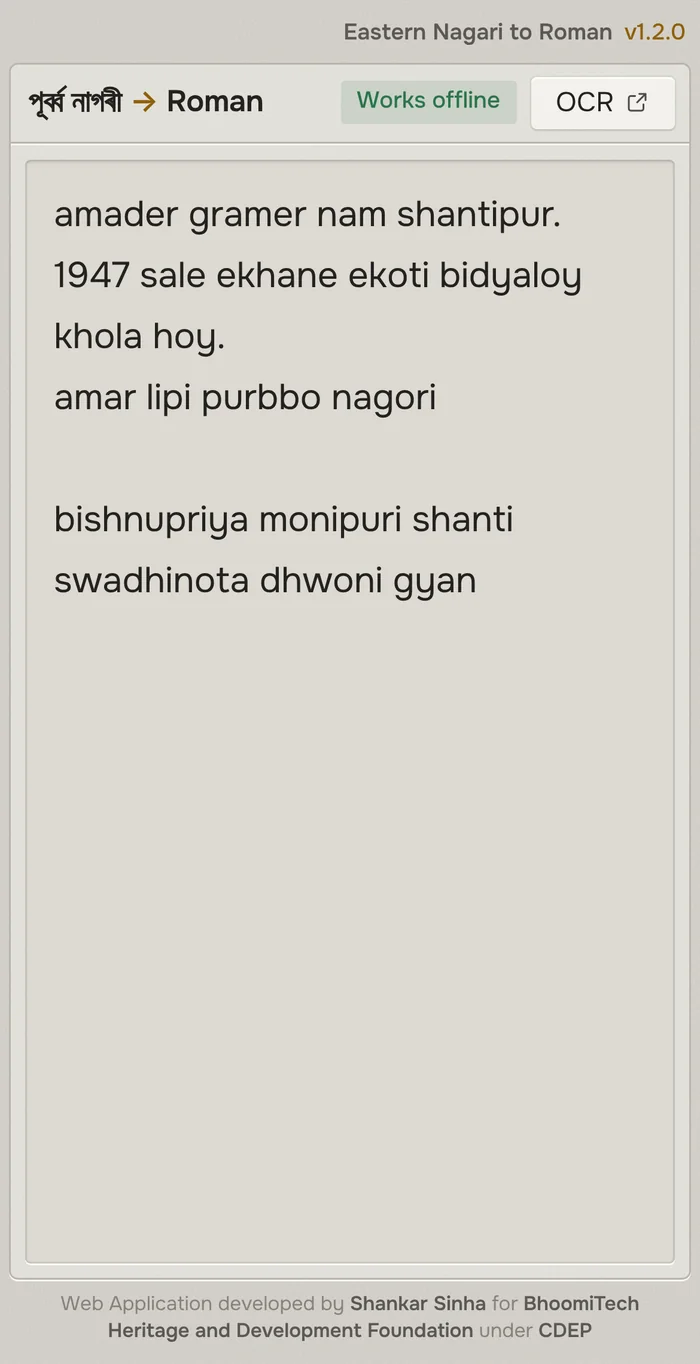 Eastern Nagari to Roman v1.2.0
পূৰ্ব্ব নাগৰী → Roman
Works offline
OCR
amader gramer nam shantipur.
1947 sale ekhane ekoti bidyaloy
khola hoy.
amar lipi purbbo nagori
bishnupriya monipuri shanti
swadhinota dhwoni gyan
Web Application developed by Shankar Sinha for BhoomiTech
Heritage and Development Foundation under CDEP